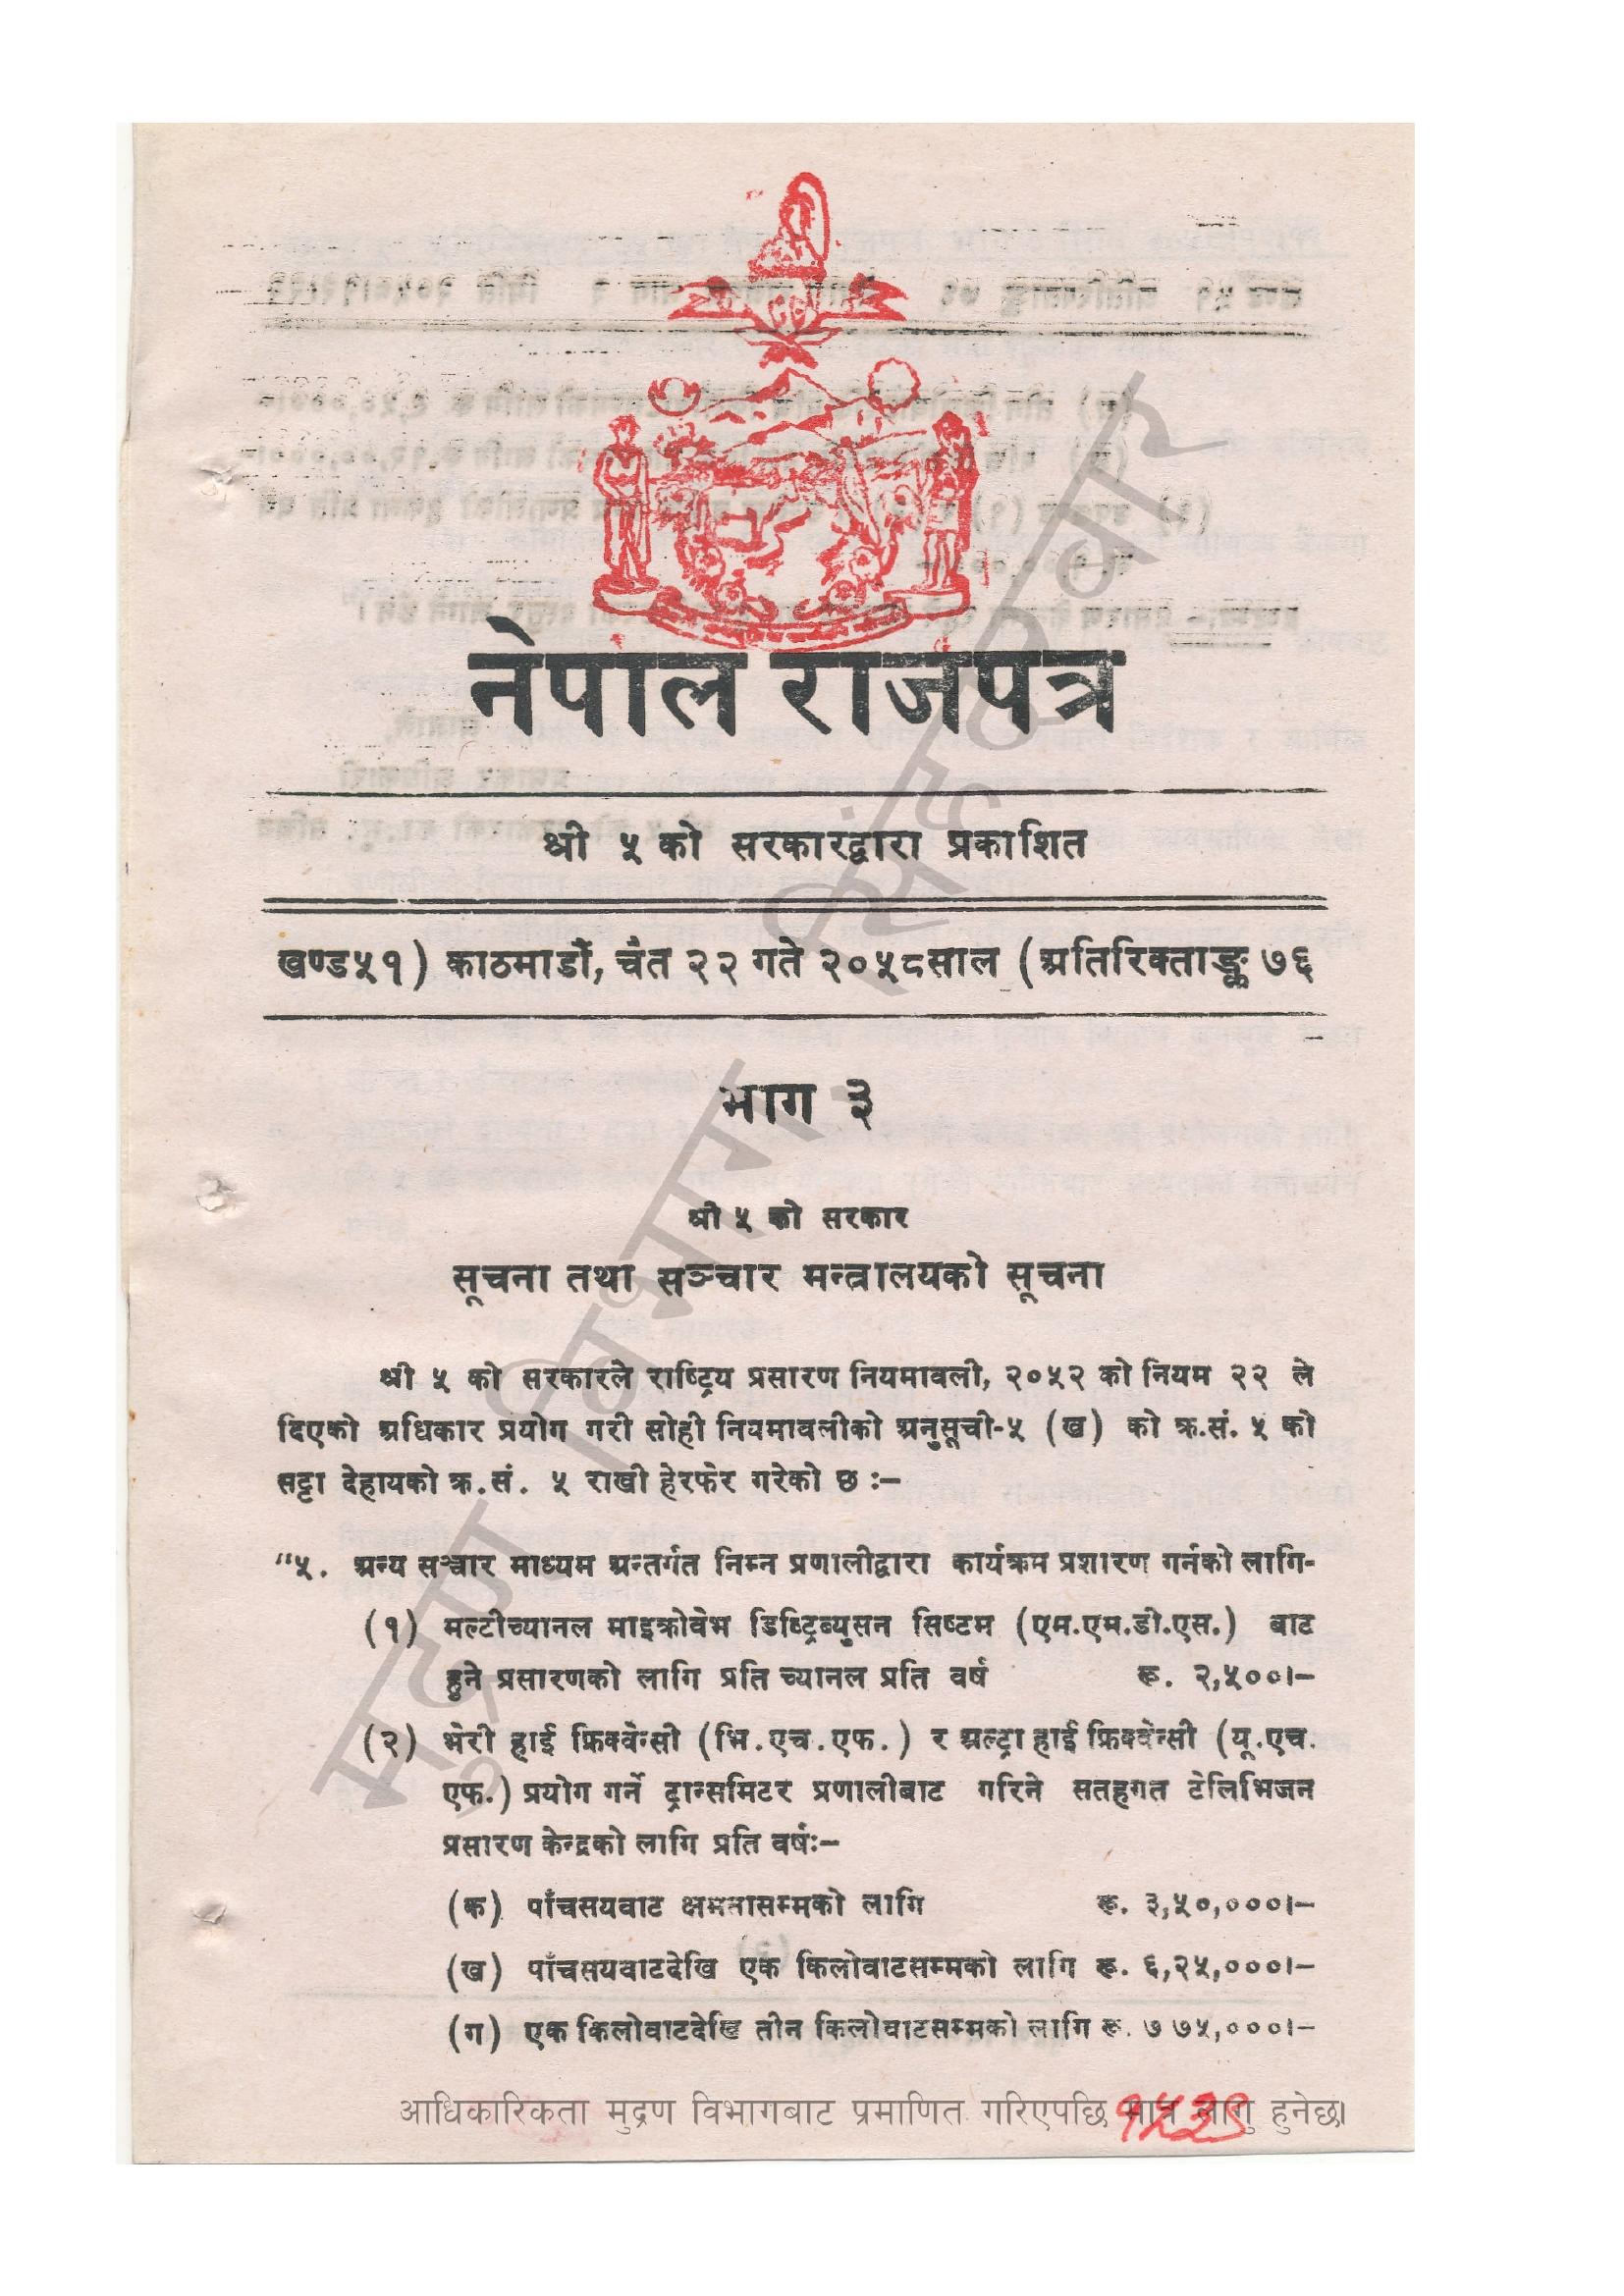 नेपाल राजपत्र
श्री ५ को सरकारद्वारा प्रकाशित
खण्ड५१) काठमाडौं, चैत २२ गते २०५८साल (अतिरिक्ताङ्क ७६
भाग ३
श्री ५ को सरकार
सूचना तथा सञ्चार मन्त्रालयको सूचना
श्री ५ को सरकारले राष्ट्रिय प्रसारण नियमावली, २०५२ को नियम २२ ले
दिएको अधिकार प्रयोग गरी सोही नियमावलीको अनुसूची-५ (ख) को क्र.सं. ५ को
सट्टा देहायको क्र.सं. ५ राखी हेरफेर गरेको छ :–
"५. अन्य सञ्चार माध्यम अन्तर्गत निम्न प्रणालीद्वारा कार्यक्रम प्रशारण गर्नको लागि-
(१) मल्टीच्यानल माइक्रोवेभ डिष्ट्रिब्युसन सिष्टम (एम.एम.डी.एस.) बाट
हुने प्रसारणको लागि प्रति च्यानल प्रति वर्ष रू. २,५००।–
(२) भेरी हाई फ्रिक्वेन्सी (भि.एच.एफ.) र अल्ट्रा हाई फ्रिक्वेन्सी (यू.एच.
एफ.) प्रयोग गर्ने ट्रान्समिटर प्रणालीबाट गरिने सतहगत टेलिभिजन
प्रसारण केन्द्रको लागि प्रति वर्षः–
(क) पाँचसयवाट क्षमतासम्मको लागि रू. ३,५०,०००।–
(ख) पाँचसयवाटदेखि एक किलोवाटसम्मको लागि रू. ६,२५,०००।–
(ग) एक किलोवाटदेखि तीन किलोवाटसम्मको लागि रू. ७ ७५,०००।–
आधिकारिकता मुद्रण विभागबाट प्रमाणित गरिएपछि मात्र लागु हुनेछ।
१५३९
मुद्रण विभाग, सिंहदरवार